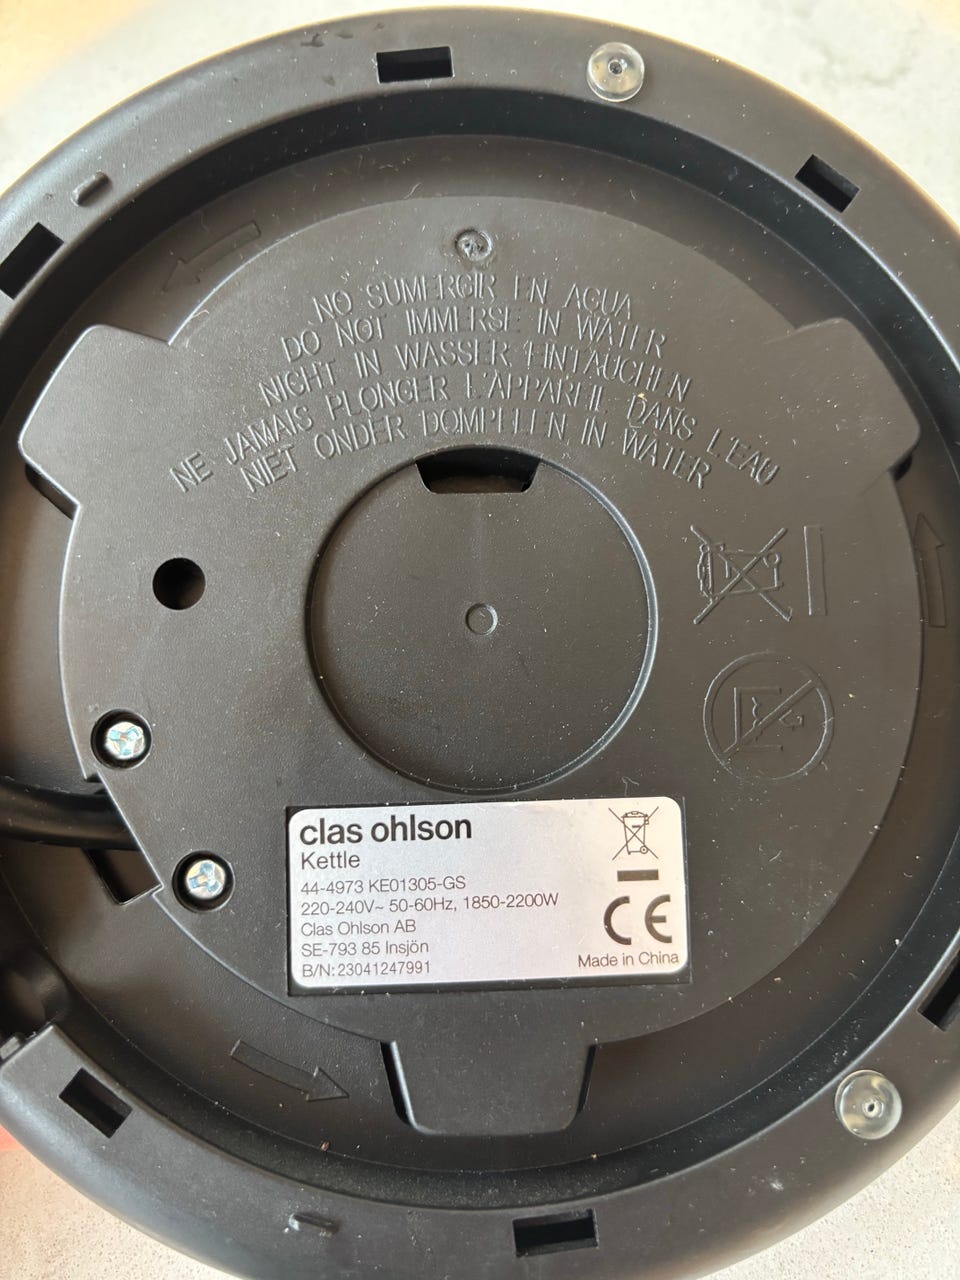 NO SUMERGIR EN AGUA
DO NOT IMMERSE IN WATER
NICHT IN WASSER EINTAUCHEN
NE JAMAIS PLONGER L'APPAREIL DANS L'EAU
NIET ONDER DOMPELEN IN WATER
clas ohlson
Kettle
44-4973 KE01305-GS
220-240V~ 50-60Hz, 1850-2200W
Clas Ohlson AB
SE-793 85 Insjön
B/N: 23041247991
CE
Made in China